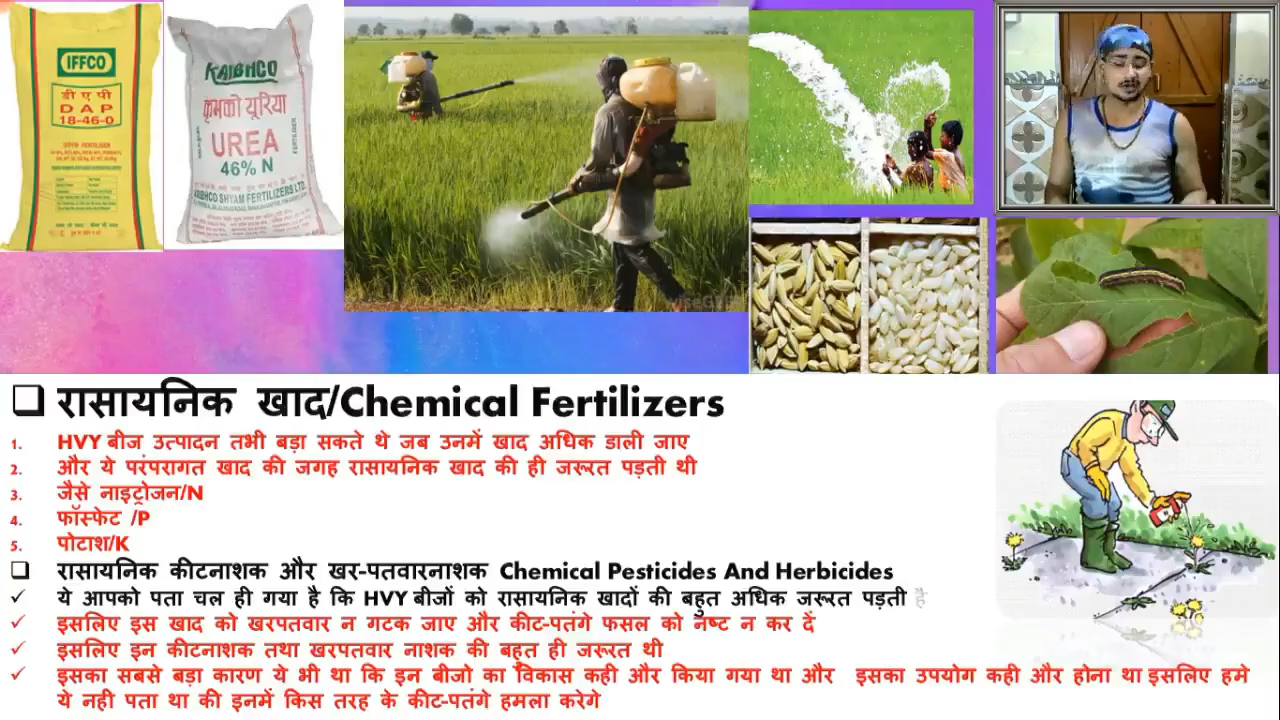 IFFCO
डी ए पी
D A P
18-46-0
KRIBHCO
कृभको यूरिया
UREA
46% N
KRIBHCO SHYAM FERTILIZERS LTD.
❑ रासायनिक खाद/Chemical Fertilizers
1. HVY बीज उत्पादन तभी बड़ा सकते थे जब उनमें खाद अधिक डाली जाए
2. और ये परंपरागत खाद की जगह रासायनिक खाद की ही जरूरत पड़ती थी
3. जैसे नाइट्रोजन/N
4. फॉस्फेट /P
5. पोटाश/K
❑ रासायनिक कीटनाशक और खर-पतवारनाशक Chemical Pesticides And Herbicides
✓ ये आपको पता चल ही गया है कि HVY बीजों को रासायनिक खादों की बहुत अधिक जरूरत पड़ती है
✓ इसलिए इस खाद को खरपतवार न गटक जाए और कीट-पतंगे फसल को नष्ट न कर दें
✓ इसलिए इन कीटनाशक तथा खरपतवार नाशक की बहुत ही जरूरत थी
✓ इसका सबसे बड़ा कारण ये भी था कि इन बीजो का विकास कही और किया गया था और इसका उपयोग कही और होना था इसलिए हमे
ये नही पता था की इनमें किस तरह के कीट-पतंगे हमला करेगे